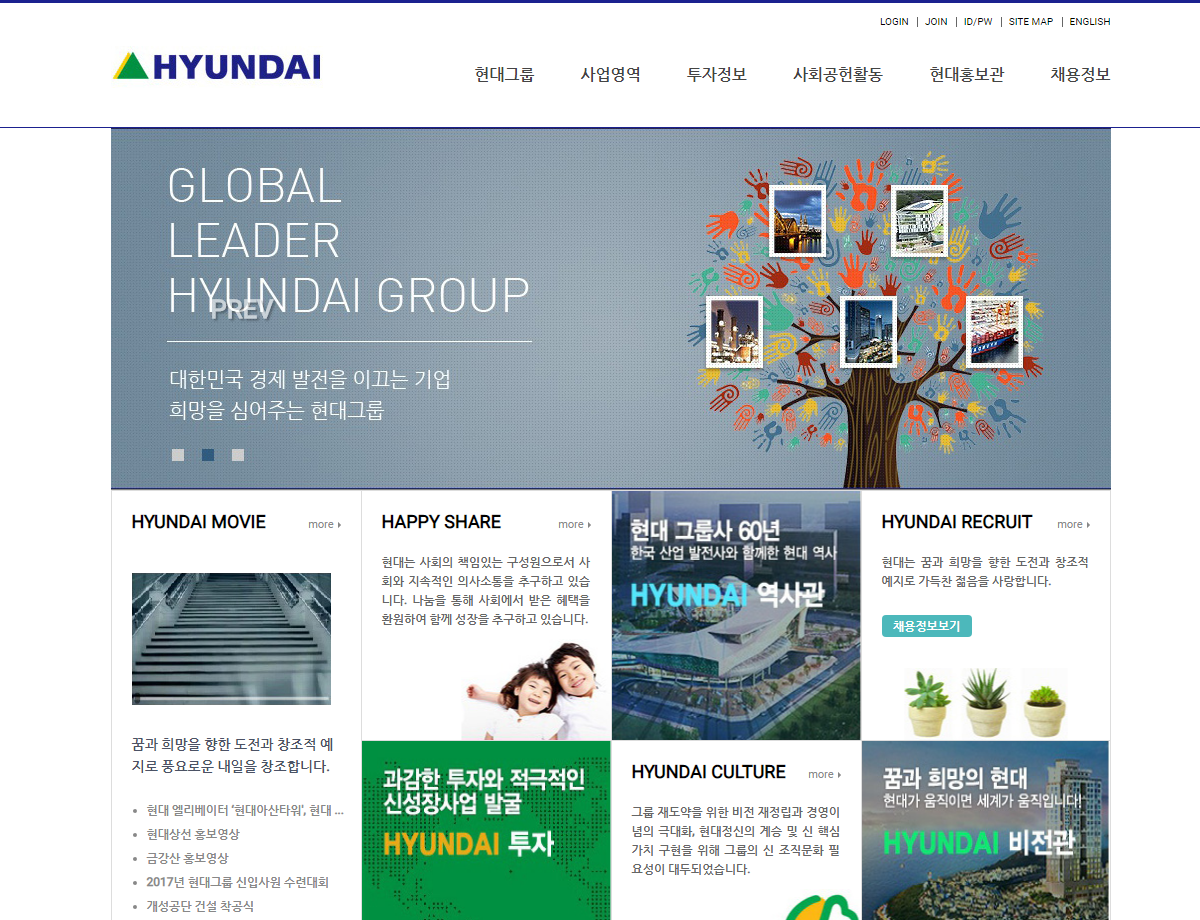 LOGIN | JOIN | ID/PW | SITE MAP | ENGLISH
HYUNDAI
현대그룹 사업영역 투자정보 사회공헌활동 현대홍보관 채용정보
GLOBAL
LEADER
HYUNDAI GROUP
PREV
대한민국 경제 발전을 이끄는 기업
희망을 심어주는 현대그룹
HYUNDAI MOVIE more
꿈과 희망을 향한 도전과 창조적 예
지로 풍요로운 내일을 창조합니다.
현대 엘리베이터 '현대아산타워', 현대 ...
현대상선 홍보영상
금강산 홍보영상
2017년 현대그룹 신입사원 수련대회
개성공단 건설 착공식
HAPPY SHARE more
현대는 사회의 책임있는 구성원으로서 사
회와 지속적인 의사소통을 추구하고 있습
니다. 나눔을 통해 사회에서 받은 혜택을
환원하여 함께 성장을 추구하고 있습니다.
현대 그룹사 60년
한국 산업 발전사와 함께한 현대 역사
HYUNDAI 역사관
HYUNDAI RECRUIT more
현대는 꿈과 희망을 향한 도전과 창조적
예지로 가득찬 젊음을 사랑합니다.
채용정보보기
과감한 투자와 적극적인
신성장사업 발굴
HYUNDAI 투자
HYUNDAI CULTURE more
그룹 재도약을 위한 비전 재정립과 경영이
념의 극대화, 현대정신의 계승 및 신 핵심
가치 구현을 위해 그룹의 신 조직문화 필
요성이 대두되었습니다.
꿈과 희망의 현대
현대가 움직이면 세계가 움직입니다!
HYUNDAI 비전관